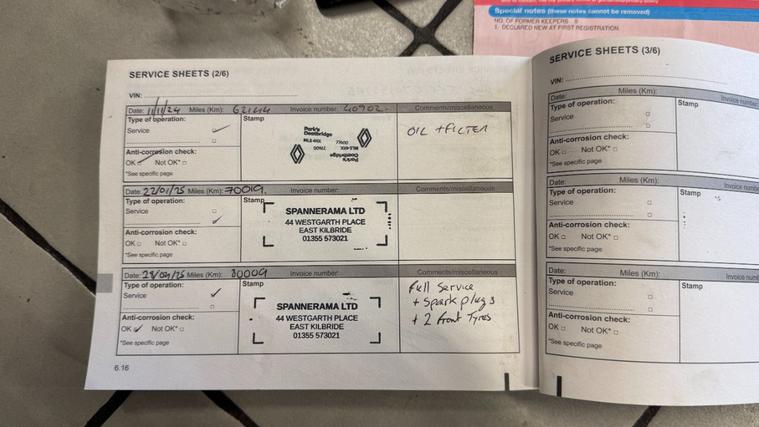 Special notes (these notes cannot be removed)
NO. OF FORMER KEEPERS
1. DECLARED NEW AT FIRST REGISTRATION.
SERVICE SHEETS (2/6)
VIN:
Date: 11/11/24 Miles (Km): 62144 Invoice number: 40902. Comments/miscellaneous
Type of operation:
Stamp
Service
Park's
Coatbridge
OIL + FILTER
Anti-corrosion check:
OK Not OK*
*See specific page
Date: 22/01/25 Miles (Km): Invoice number: Comments/miscellaneous
Type of operation:
Stamp
Service
SPANNERAMA LTD
44 WESTGARTH PLACE
EAST KILBRIDE
01355 573021
Anti-corrosion check:
OK Not OK*
*See specific page
Date: Miles (Km): Invoice number: Comments/miscellaneous
Type of operation:
Stamp
Service
SPANNERAMA LTD
44 WESTGARTH PLACE
EAST KILBRIDE
01355 573021
Full Service
+ Spark plugs
+ 2 front Tyres
Anti-corrosion check:
OK Not OK*
*See specific page
6.16
SERVICE SHEETS (3/6)
VIN:
Date: Miles (Km): Invoice
Type of operation:
Stamp
Service
Anti-corrosion check:
OK Not OK*
*See specific page
Date: Miles (Km): Invoice
Type of operation:
Stamp
Service
Anti-corrosion check:
OK Not OK*
*See specific page
Date: Miles (Km): Invoice
Type of operation:
Stamp
Service
Anti-corrosion check:
OK Not OK*
*See specific page